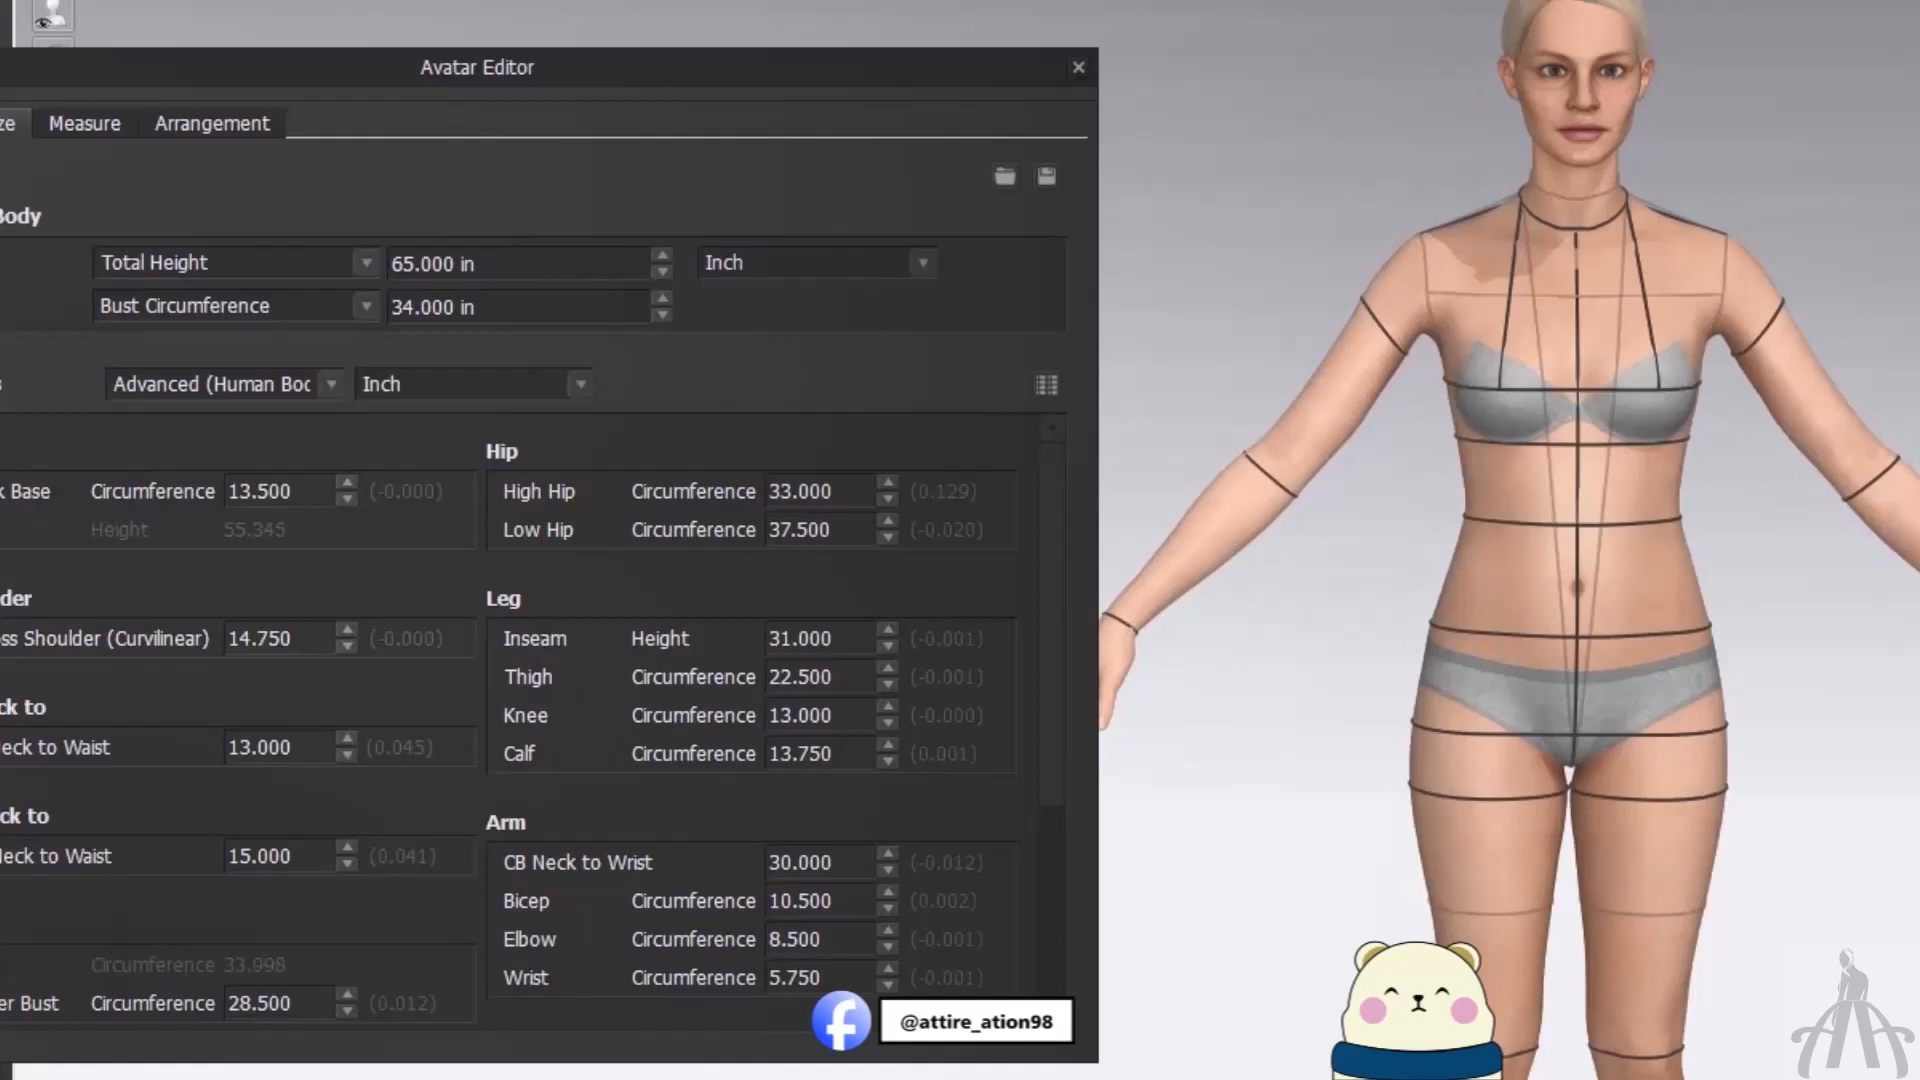 Avatar Editor
ze Measure Arrangement
Body
Total Height 65.000 in Inch
Bust Circumference 34.000 in
s Advanced (Human Boc Inch
k Base Circumference 13.500 (-0.000)
Height 55.345
der
ss Shoulder (Curvilinear) 14.750 (-0.000)
ck to
Neck to Waist 13.000 (0.045)
ck to
Neck to Waist 15.000 (0.041)
Circumference 33.998
er Bust Circumference 28.500 (0.012)
Hip
High Hip Circumference 33.000 (0.129)
Low Hip Circumference 37.500 (-0.020)
Leg
Inseam Height 31.000 (-0.001)
Thigh Circumference 22.500 (-0.001)
Knee Circumference 13.000 (-0.000)
Calf Circumference 13.750 (0.001)
Arm
CB Neck to Wrist 30.000 (-0.012)
Bicep Circumference 10.500 (0.002)
Elbow Circumference 8.500 (-0.001)
Wrist Circumference 5.750 (-0.001)
@attire_ation98